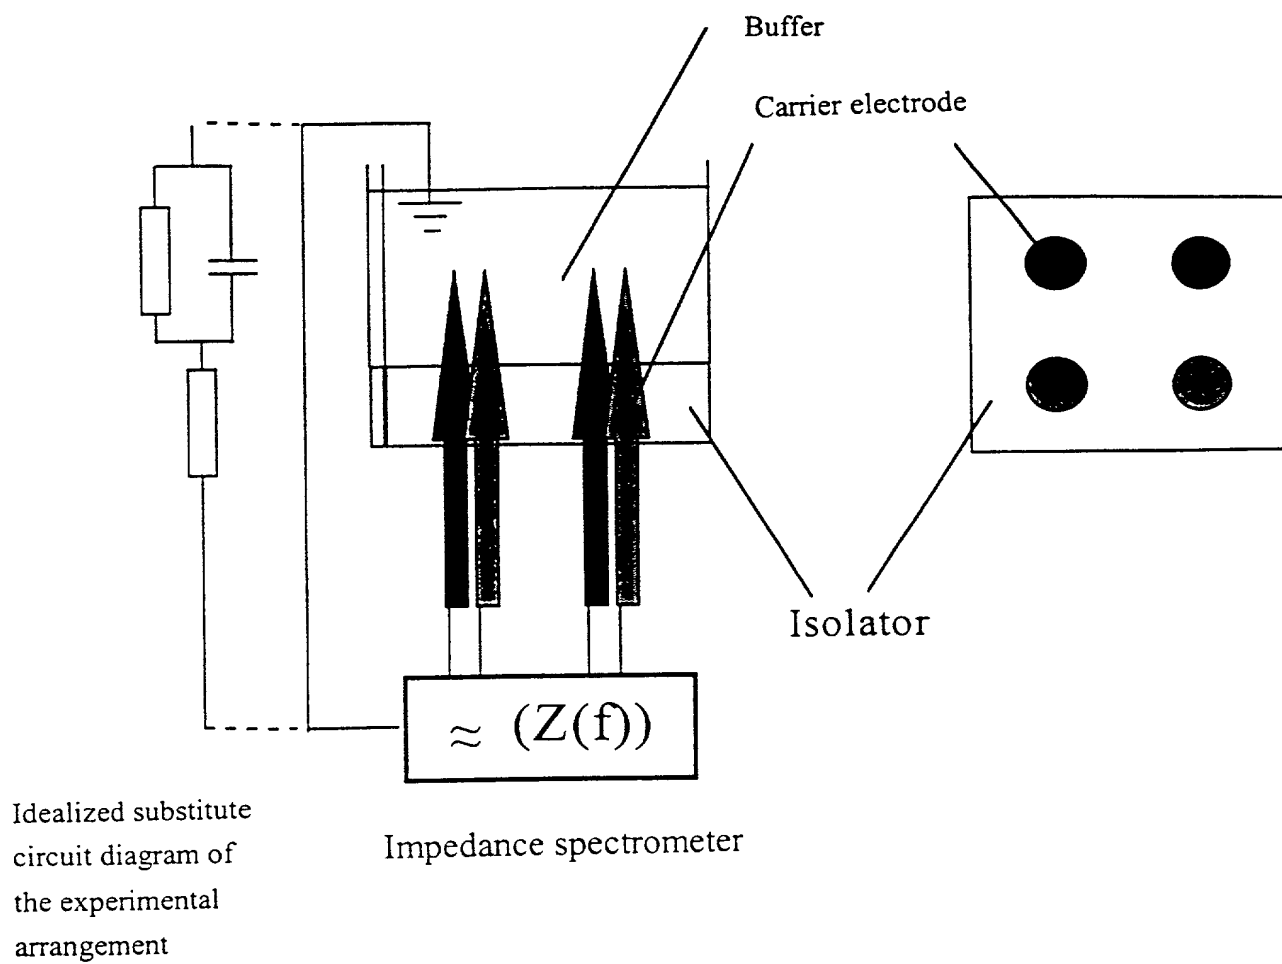 Buffer
Carrier electrode
Isolator
≈ (Z(f))
Impedance spectrometer
Idealized substitute
circuit diagram of
the experimental
arrangement